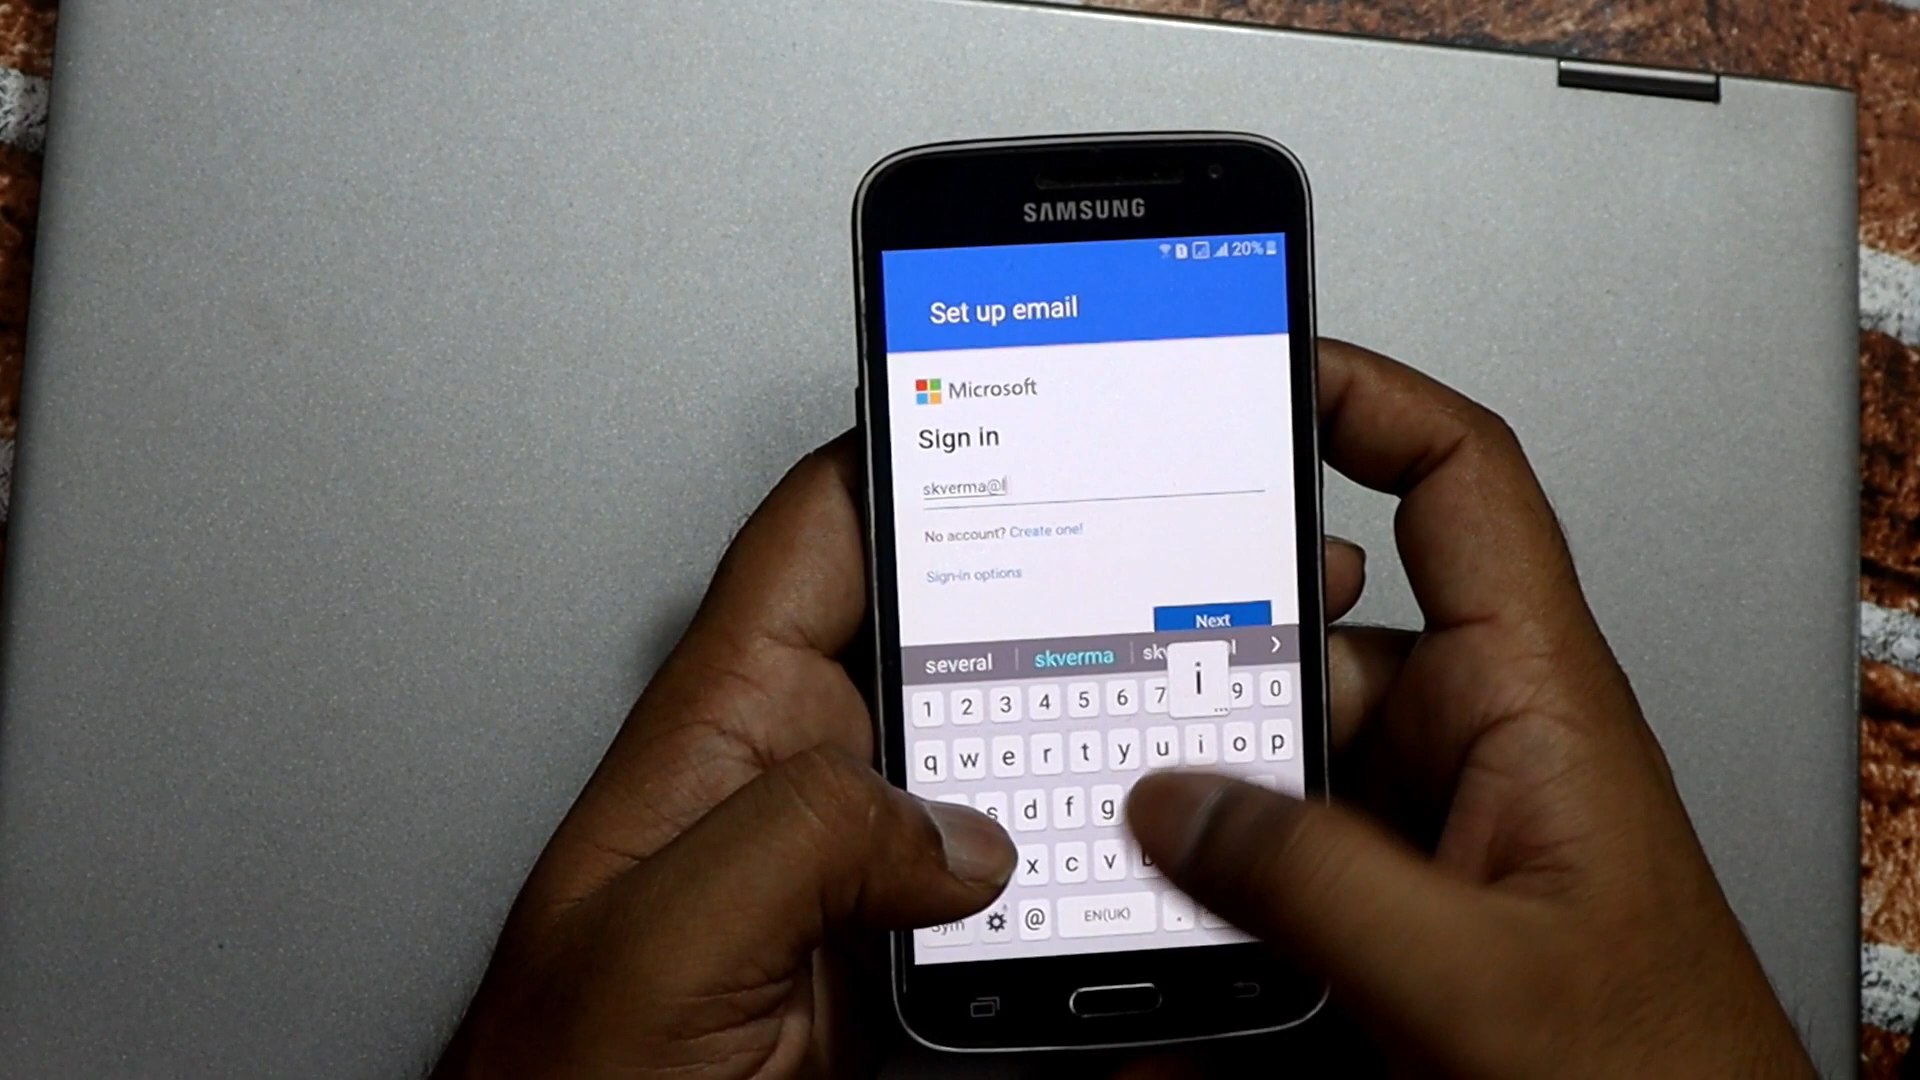 SAMSUNG
20%
Set up email
Microsoft
Sign in
skverma@l
No account? Create one!
Sign-in options
Next
several skverma
i
1 2 3 4 5 6 7 9 0
q w e r t y u i o p
s d f g
x c v
Sym @ EN(UK) .